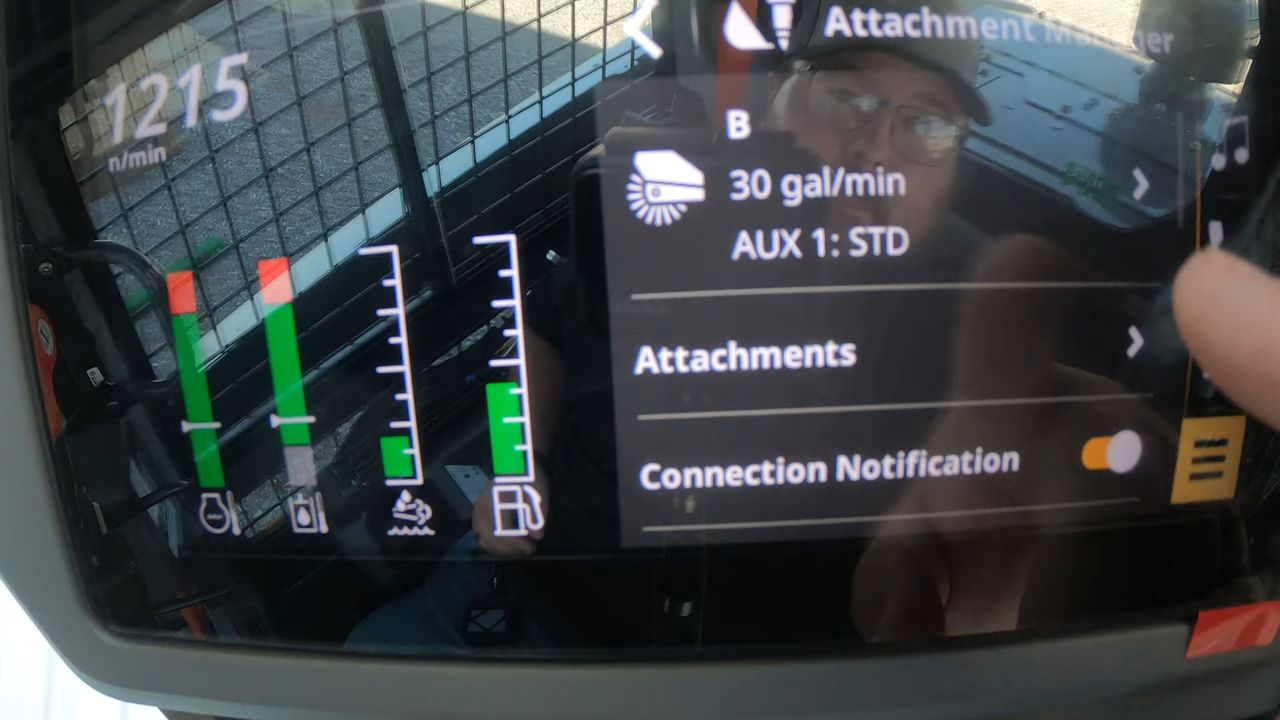 Attachment Manager
1215
n/min
B
30 gal/min
AUX 1: STD
Attachments
Connection Notification